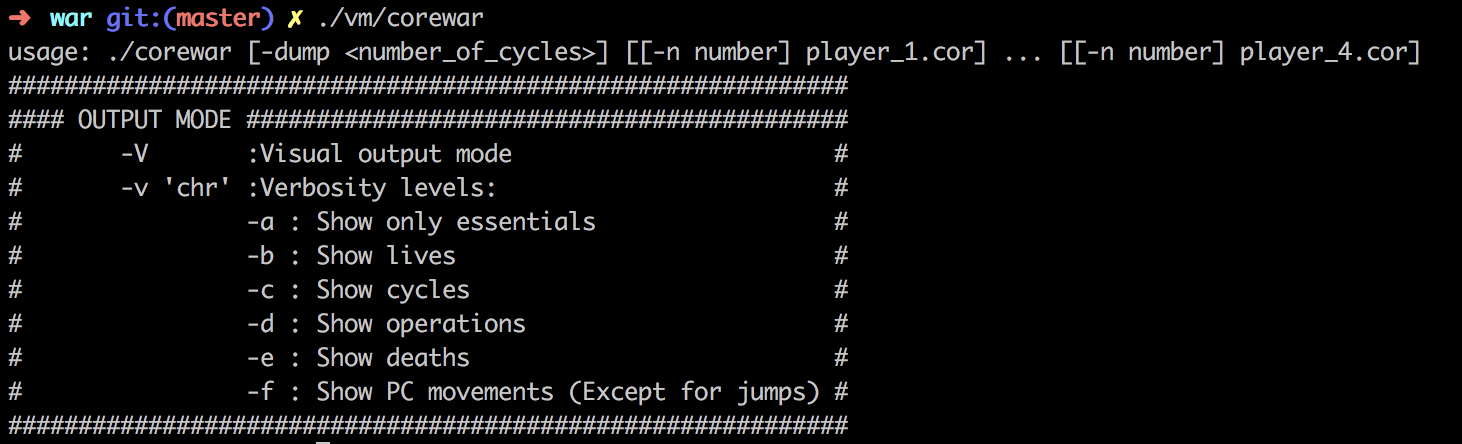 ➜  war git:(master) ✗ ./vm/corewar
usage: ./corewar [-dump <number_of_cycles>] [[-n number] player_1.cor] ... [[-n number] player_4.cor]
############################################################
#### OUTPUT MODE ###########################################
#       -V       :Visual output mode                       #
#       -v 'chr' :Verbosity levels:                        #
#                -a : Show only essentials                 #
#                -b : Show lives                           #
#                -c : Show cycles                          #
#                -d : Show operations                      #
#                -e : Show deaths                          #
#                -f : Show PC movements (Except for jumps) #
############################################################